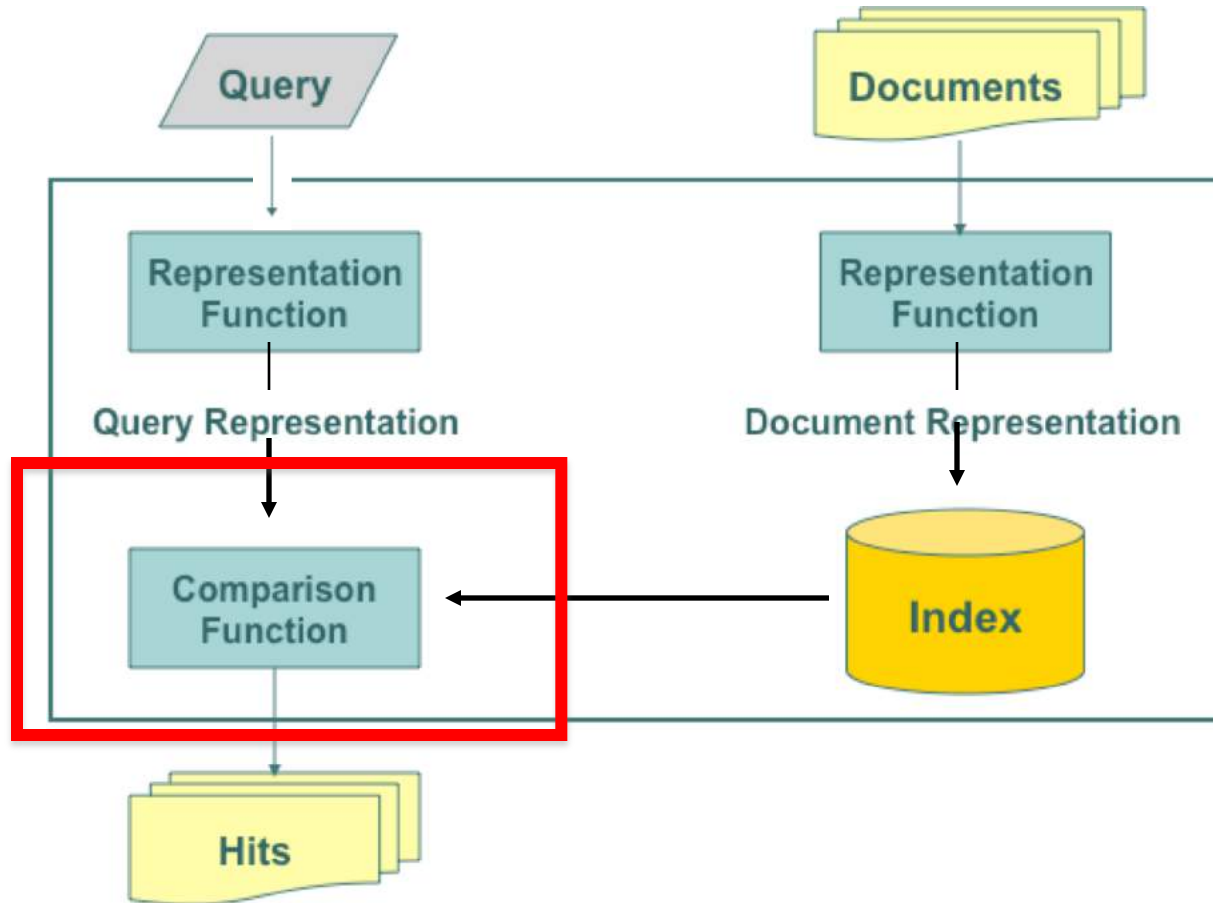 Query
Documents
Representation
Function
Representation
Function
Query Representation
Document Representation
Comparison
Function
Index
Hits